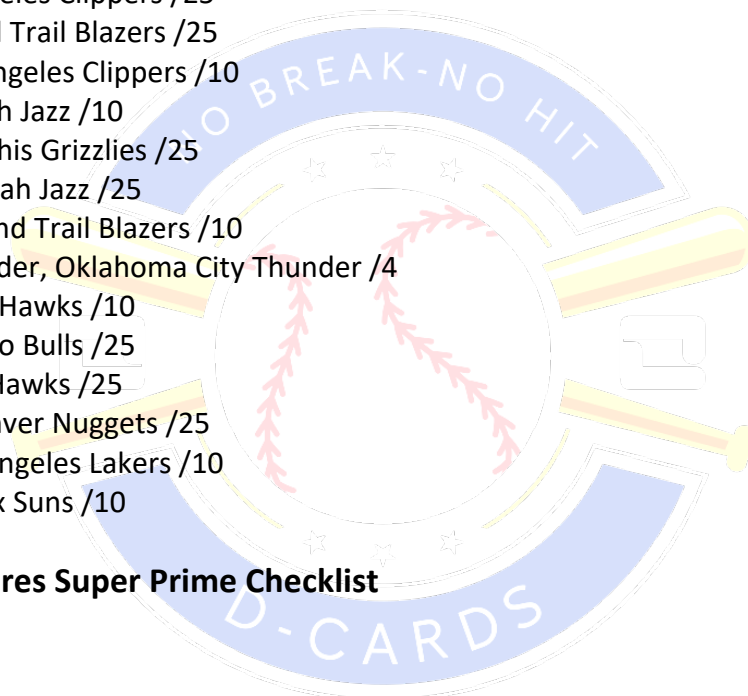 eles Clippers /25
d Trail Blazers /25
ngeles Clippers /10
h Jazz /10
his Grizzlies /25
ah Jazz /25
nd Trail Blazers /10
der, Oklahoma City Thunder /4
Hawks /10
o Bulls /25
Hawks /25
ver Nuggets /25
ngeles Lakers /10
x Suns /10
res Super Prime Checklist
NO BREAK-NO HIT
D-CARDS